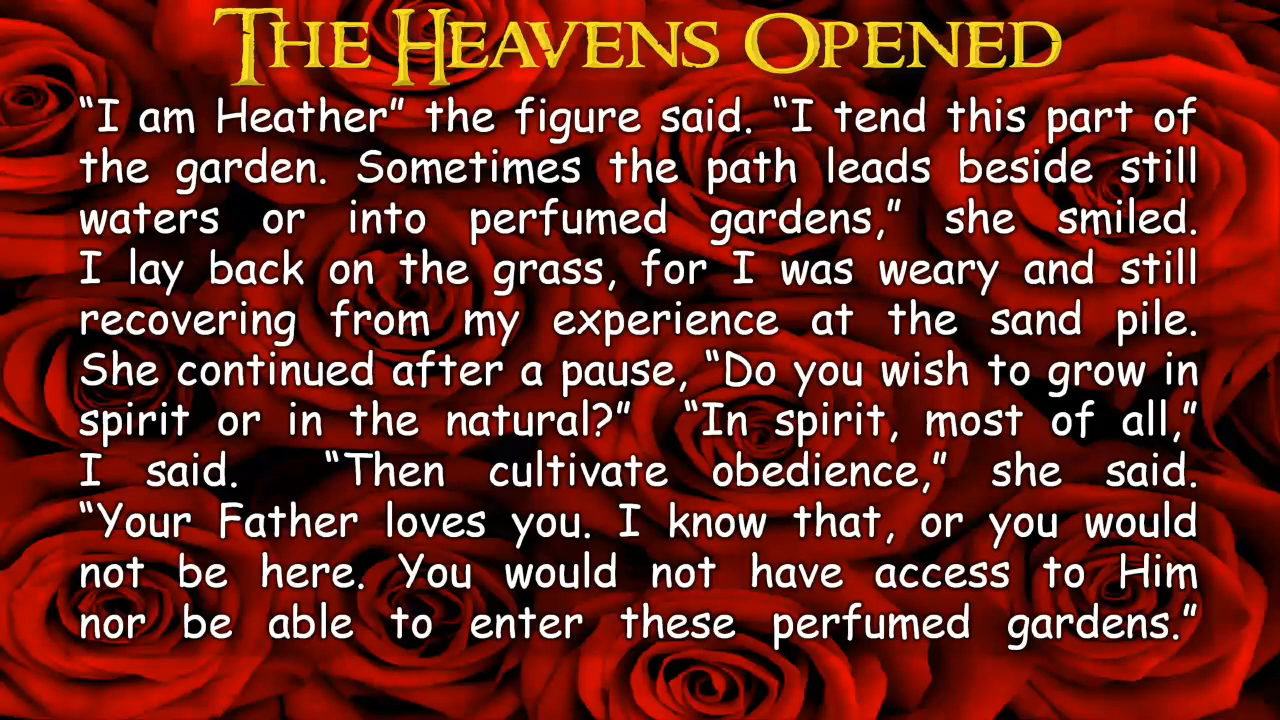 THE HEAVENS OPENED
“I am Heather” the figure said. “I tend this part of
the garden. Sometimes the path leads beside still
waters or into perfumed gardens,” she smiled.
I lay back on the grass, for I was weary and still
recovering from my experience at the sand pile.
She continued after a pause, “Do you wish to grow in
spirit or in the natural?” “In spirit, most of all,”
I said. “Then cultivate obedience,” she said.
“Your Father loves you. I know that, or you would
not be here. You would not have access to Him
nor be able to enter these perfumed gardens.”